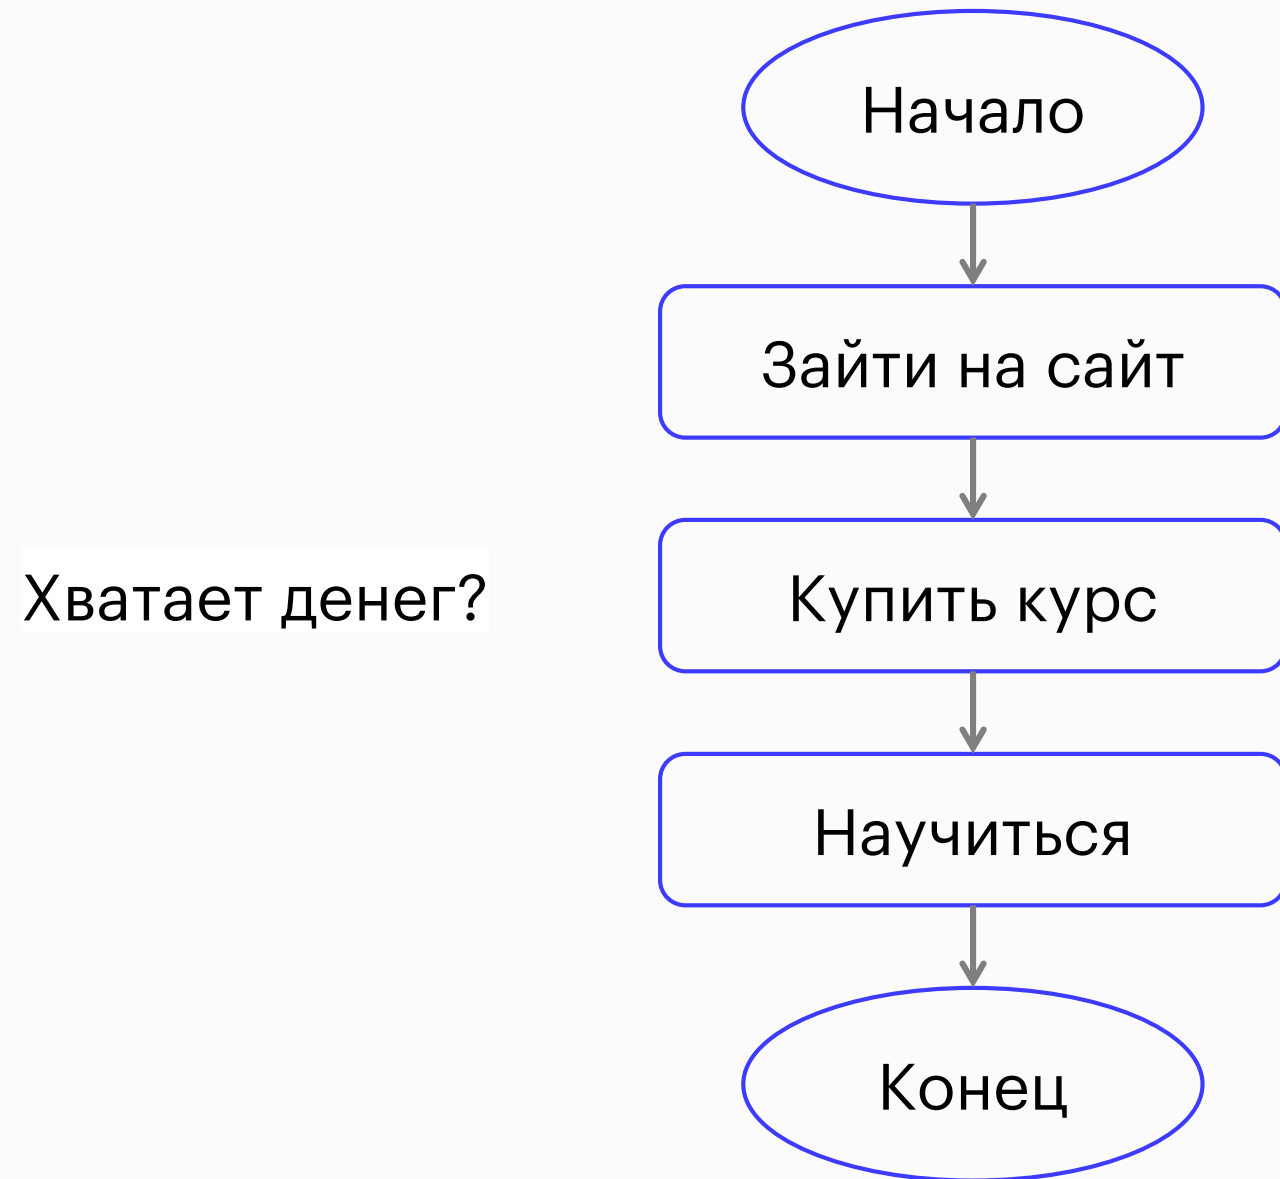 Начало
Зайти на сайт
Хватает денег?
Купить курс
Научиться
Конец